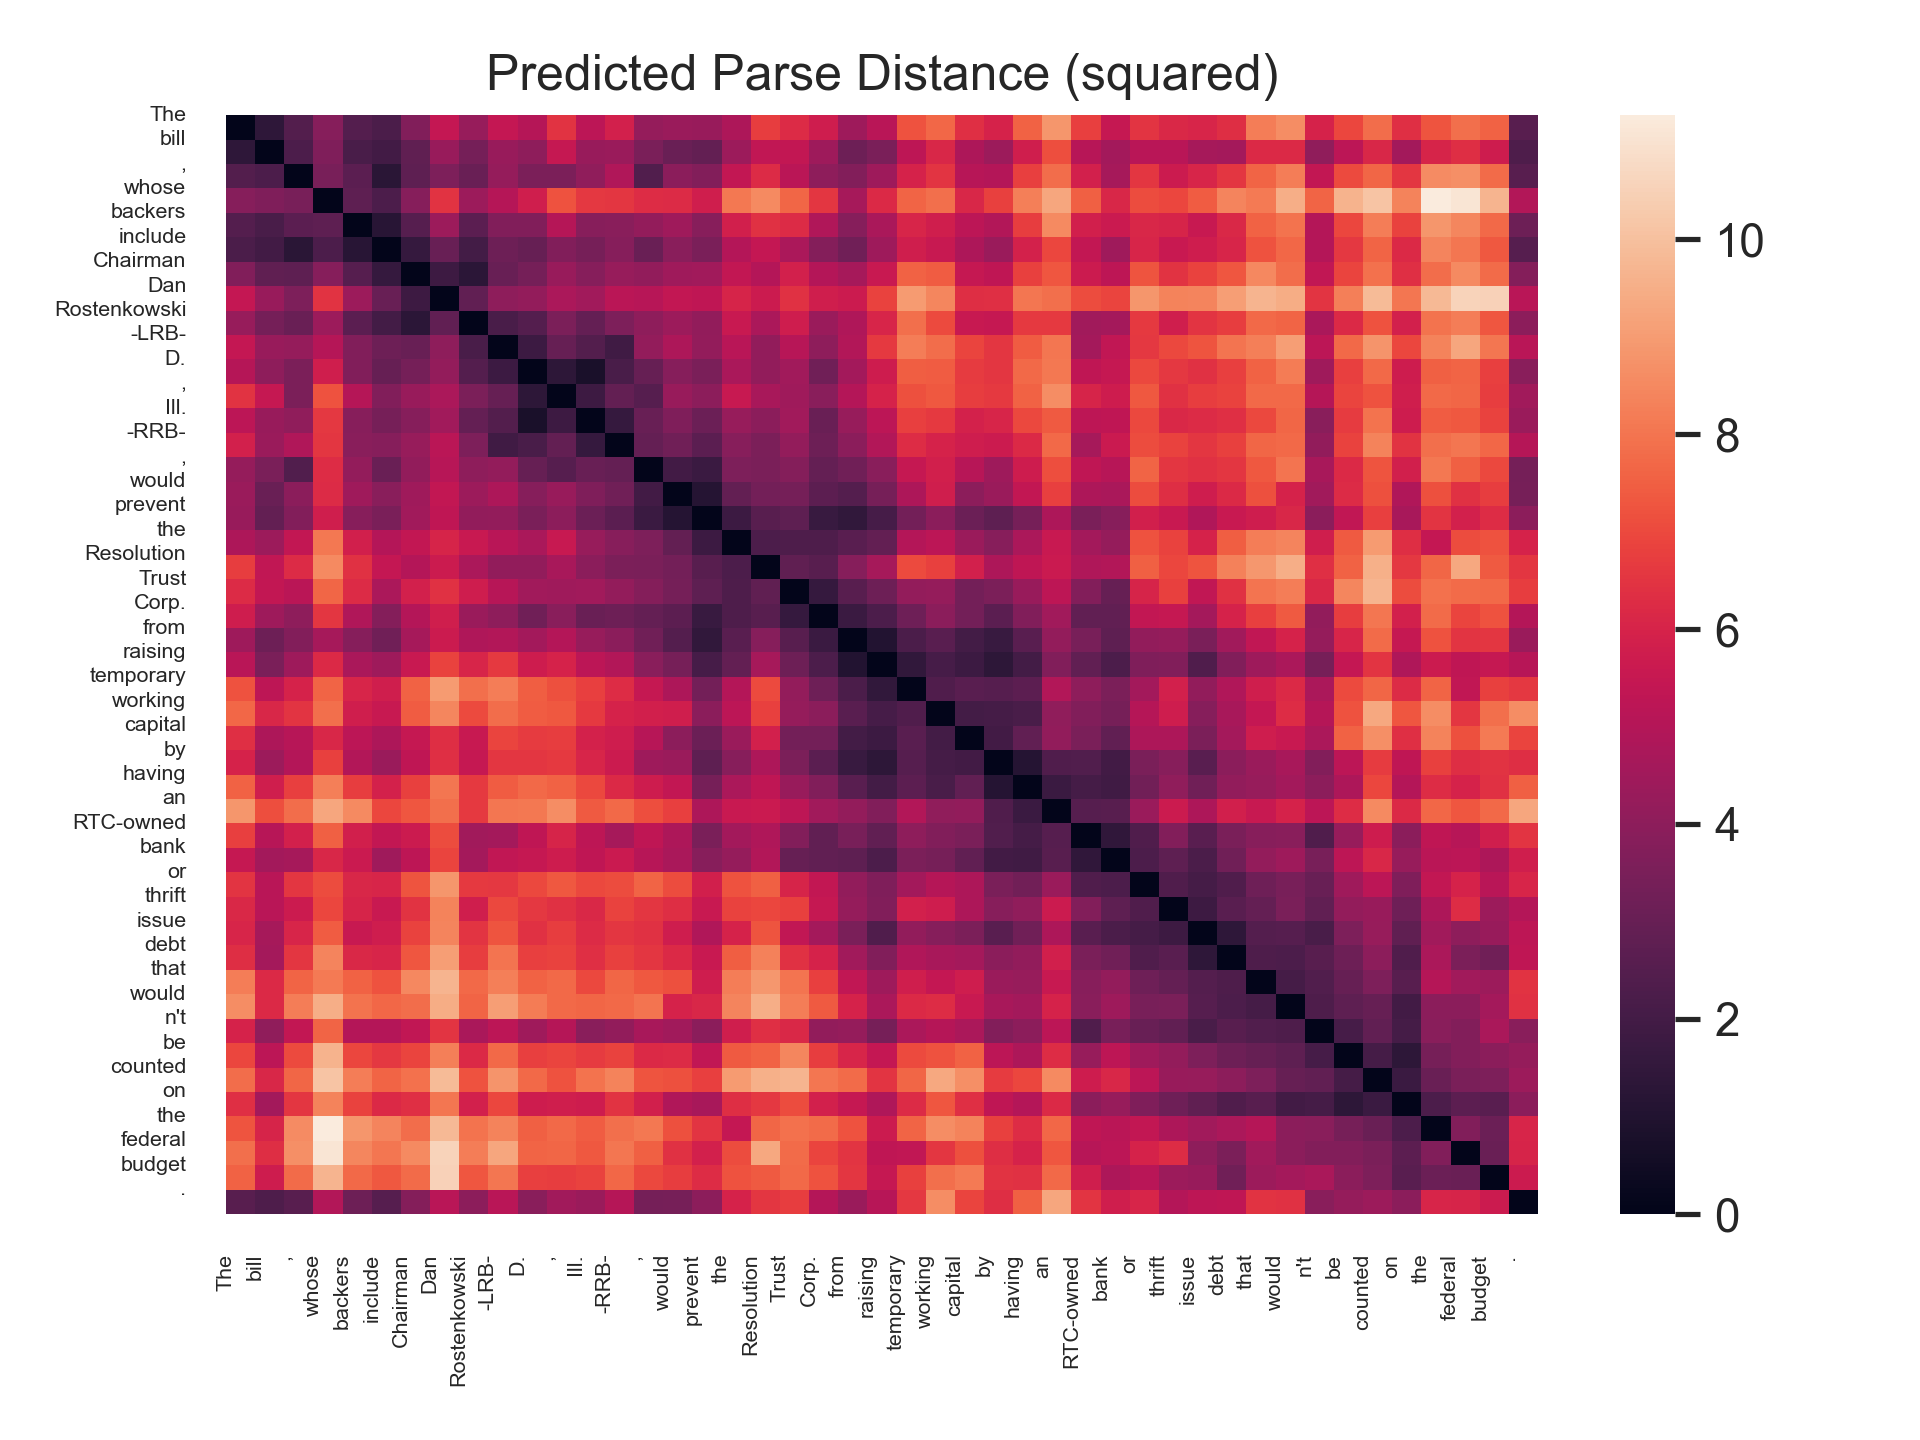 Predicted Parse Distance (squared)
The
bill
,
whose
backers
include
Chairman
Dan
Rostenkowski
-LRB-
D.
,
Ill.
-RRB-
,
would
prevent
the
Resolution
Trust
Corp.
from
raising
temporary
working
capital
by
having
an
RTC-owned
bank
or
thrift
issue
debt
that
would
n't
be
counted
on
the
federal
budget
.
The
bill
,
whose
backers
include
Chairman
Dan
Rostenkowski
-LRB-
D.
,
Ill.
-RRB-
,
would
prevent
the
Resolution
Trust
Corp.
from
raising
temporary
working
capital
by
having
an
RTC-owned
bank
or
thrift
issue
debt
that
would
n't
be
counted
on
the
federal
budget
.
10
8
6
4
2
0